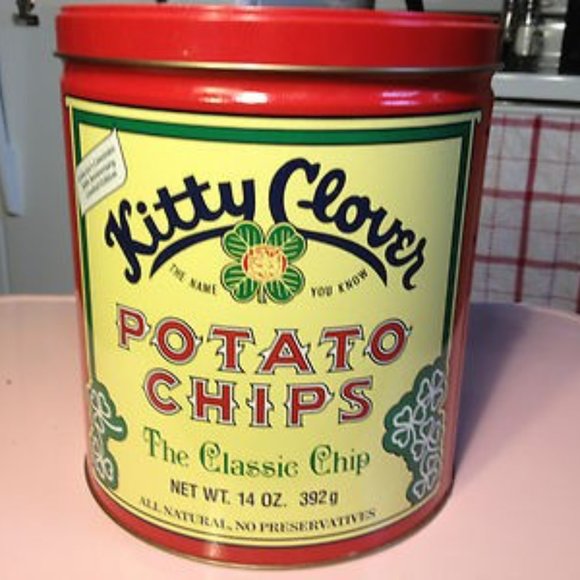 Kitty Clover
THE NAME YOU KNOW
POTATO
CHIPS
The Classic Chip
NET WT. 14 OZ. 392g
ALL NATURAL, NO PRESERVATIVES